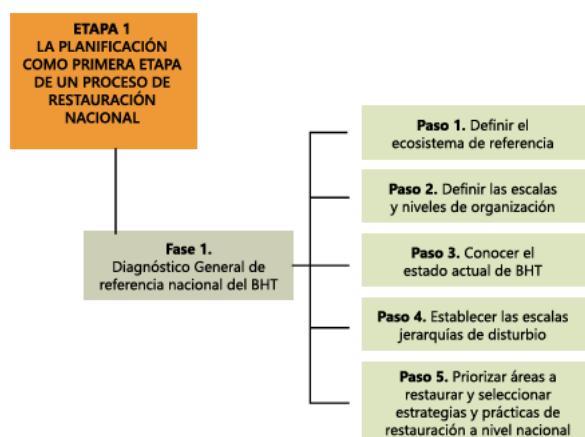 ETAPA 1
LA PLANIFICACIÓN
COMO PRIMERA ETAPA
DE UN PROCESO DE
RESTAURACIÓN
NACIONAL
Fase 1.
Diagnóstico General de
referencia nacional del BHT
Paso 1. Definir el
ecosistema de referencia
Paso 2. Definir las escalas
y niveles de organización
Paso 3. Conocer el
estado actual de BHT
Paso 4. Establecer las escalas
jerarquías de disturbio
Paso 5. Priorizar áreas a
restaurar y seleccionar
estrategias y prácticas de
restauración a nivel nacional